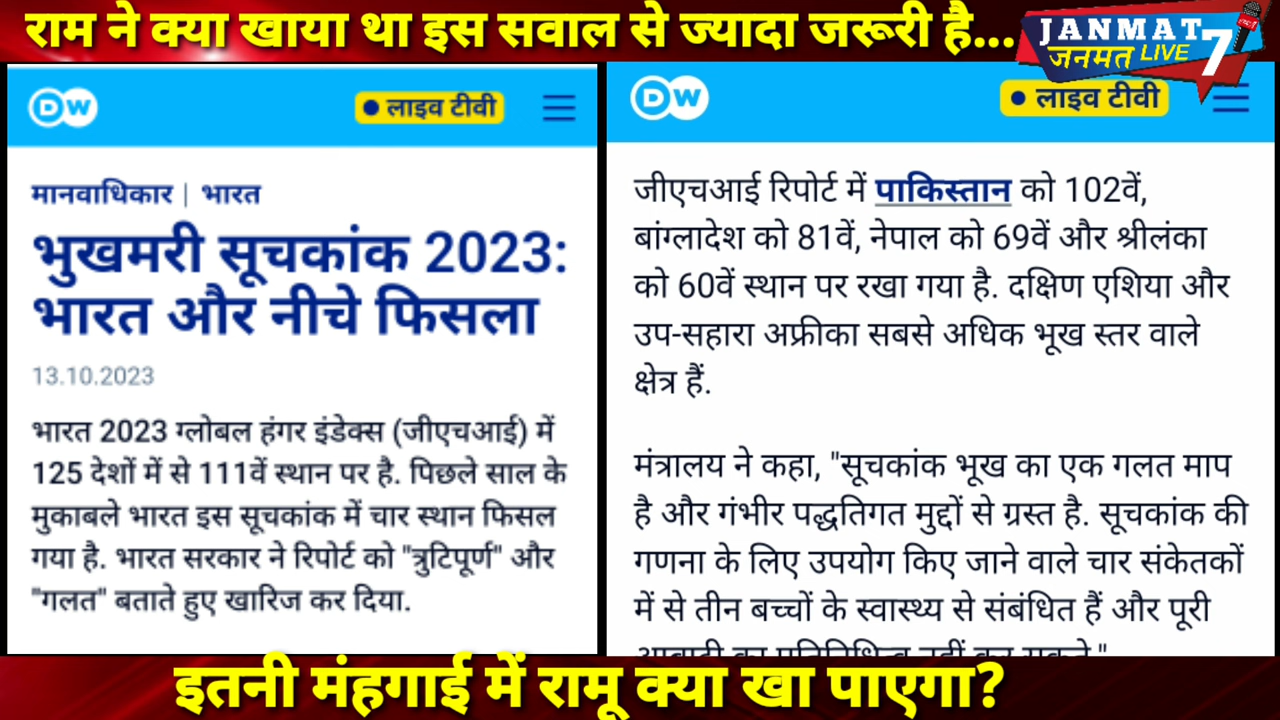 राम ने क्या खाया था इस सवाल से ज्यादा जरूरी है...
JANMAT
जनमत LIVE 7
DW
लाइव टीवी
मानवाधिकार | भारत
भुखमरी सूचकांक 2023:
भारत और नीचे फिसला
13.10.2023
भारत 2023 ग्लोबल हंगर इंडेक्स (जीएचआई) में
125 देशों में से 111वें स्थान पर है. पिछले साल के
मुकाबले भारत इस सूचकांक में चार स्थान फिसल
गया है. भारत सरकार ने रिपोर्ट को "त्रुटिपूर्ण" और
"गलत" बताते हुए खारिज कर दिया.
DW
लाइव टीवी
जीएचआई रिपोर्ट में पाकिस्तान को 102वें,
बांग्लादेश को 81वें, नेपाल को 69वें और श्रीलंका
को 60वें स्थान पर रखा गया है. दक्षिण एशिया और
उप-सहारा अफ्रीका सबसे अधिक भूख स्तर वाले
क्षेत्र हैं.
मंत्रालय ने कहा, "सूचकांक भूख का एक गलत माप
है और गंभीर पद्धतिगत मुद्दों से ग्रस्त है. सूचकांक की
गणना के लिए उपयोग किए जाने वाले चार संकेतकों
में से तीन बच्चों के स्वास्थ्य से संबंधित हैं और पूरी
इतनी मंहगाई में रामू क्या खा पाएगा?